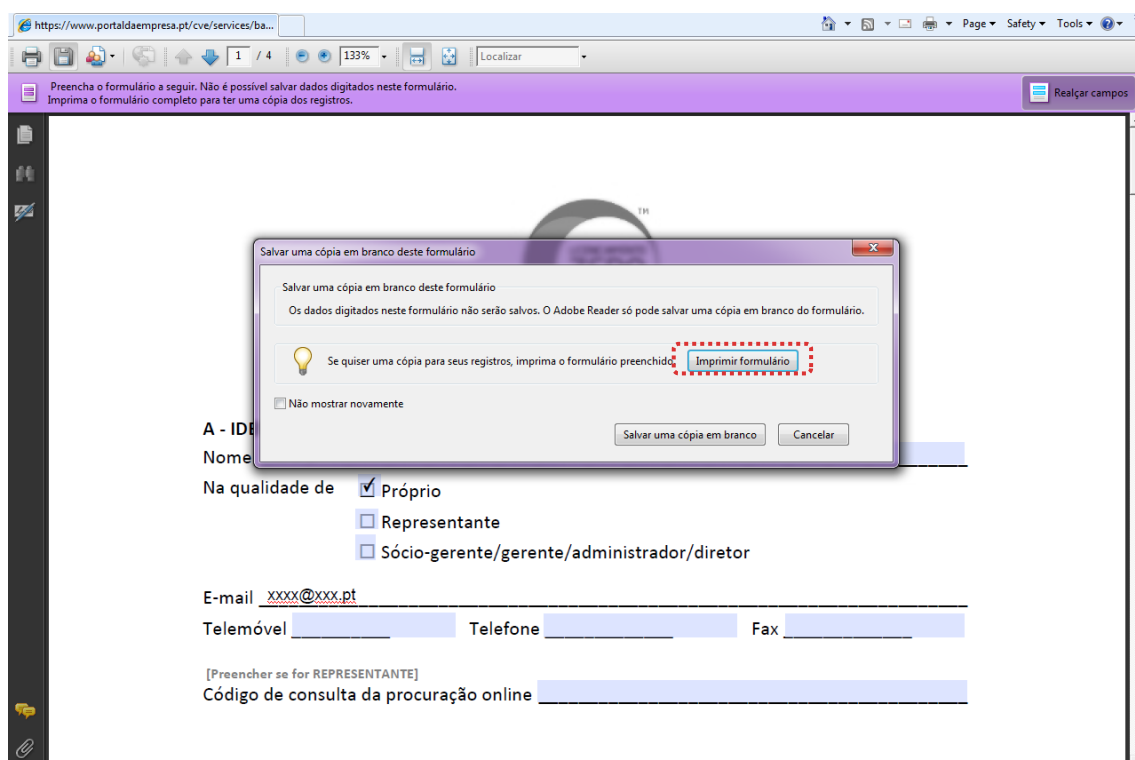 https://www.portaldaempresa.pt/cve/services/ba...
Page Safety Tools
1 / 4 133% Localizar
Preencha o formulário a seguir. Não é possível salvar dados digitados neste formulário.
Imprima o formulário completo para ter uma cópia dos registros.
Realçar campos
TM
Salvar uma cópia em branco deste formulário
Salvar uma cópia em branco deste formulário
Os dados digitados neste formulário não serão salvos. O Adobe Reader só pode salvar uma cópia em branco do formulário.
Se quiser uma cópia para seus registros, imprima o formulário preenchido
Imprimir formulário
Não mostrar novamente
Salvar uma cópia em branco Cancelar
A - IDE
Nome
Na qualidade de Próprio
Representante
Sócio-gerente/gerente/administrador/diretor
E-mail xxxx@xxx.pt
Telemóvel Telefone Fax
[Preencher se for REPRESENTANTE]
Código de consulta da procuração online